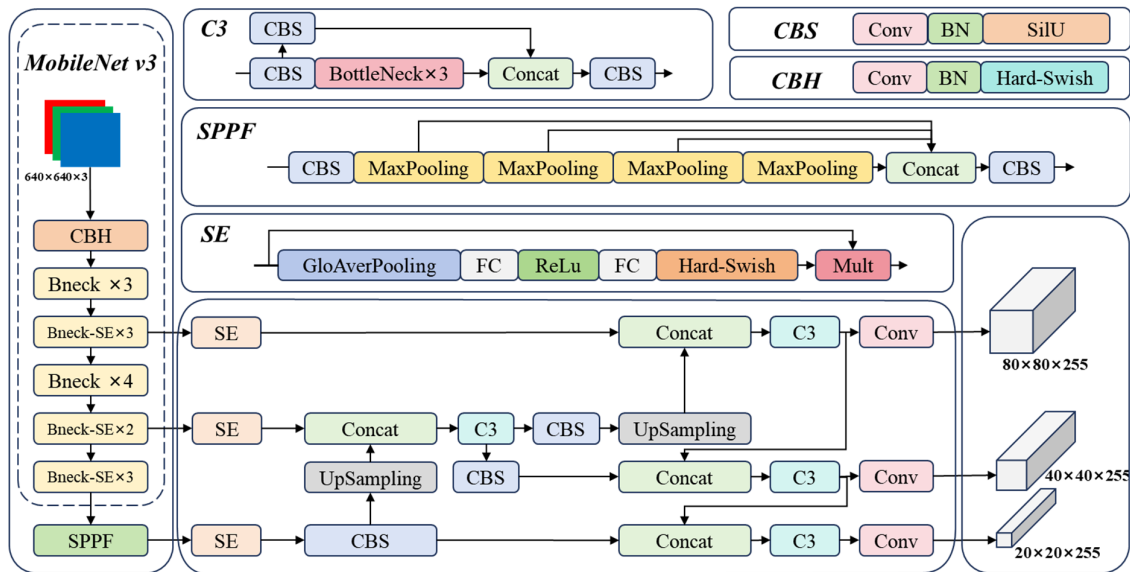 MobileNet v3
640×640×3
CBH
Bneck ×3
Bneck-SE×3
Bneck ×4
Bneck-SE×2
Bneck-SE×3
SPPF
C3
CBS
CBS BottleNeck×3 Concat CBS
CBS Conv BN SilU
CBH Conv BN Hard-Swish
SPPF
CBS MaxPooling MaxPooling MaxPooling MaxPooling Concat CBS
SE
GloAverPooling FC ReLu FC Hard-Swish Mult
SE Concat C3 Conv
80×80×255
SE Concat C3 CBS UpSampling
UpSampling CBS Concat C3 Conv
40×40×255
SE CBS Concat C3 Conv
20×20×255